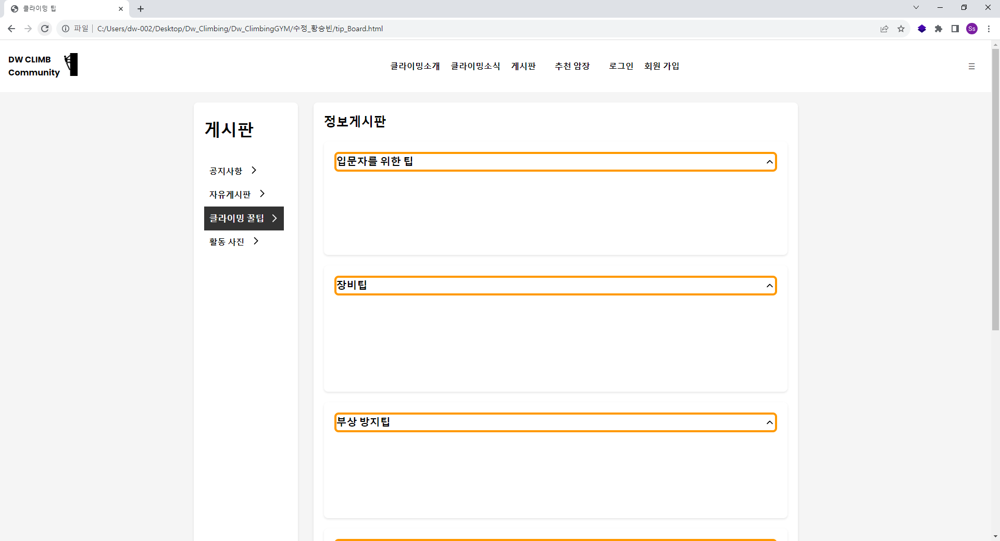 클라이밍 팁
파일 C:/Users/dw-002/Desktop/Dw_Climbing/Dw_ClimbingGYM/수정_황승빈/tip_Board.html
Ss
DW CLIMB
Community
클라이밍소개 클라이밍소식 게시판 추천 암장 로그인 회원 가입
게시판
공지사항
자유게시판
클라이밍 꿀팁
활동 사진
정보게시판
입문자를 위한 팁
장비팁
부상 방지팁